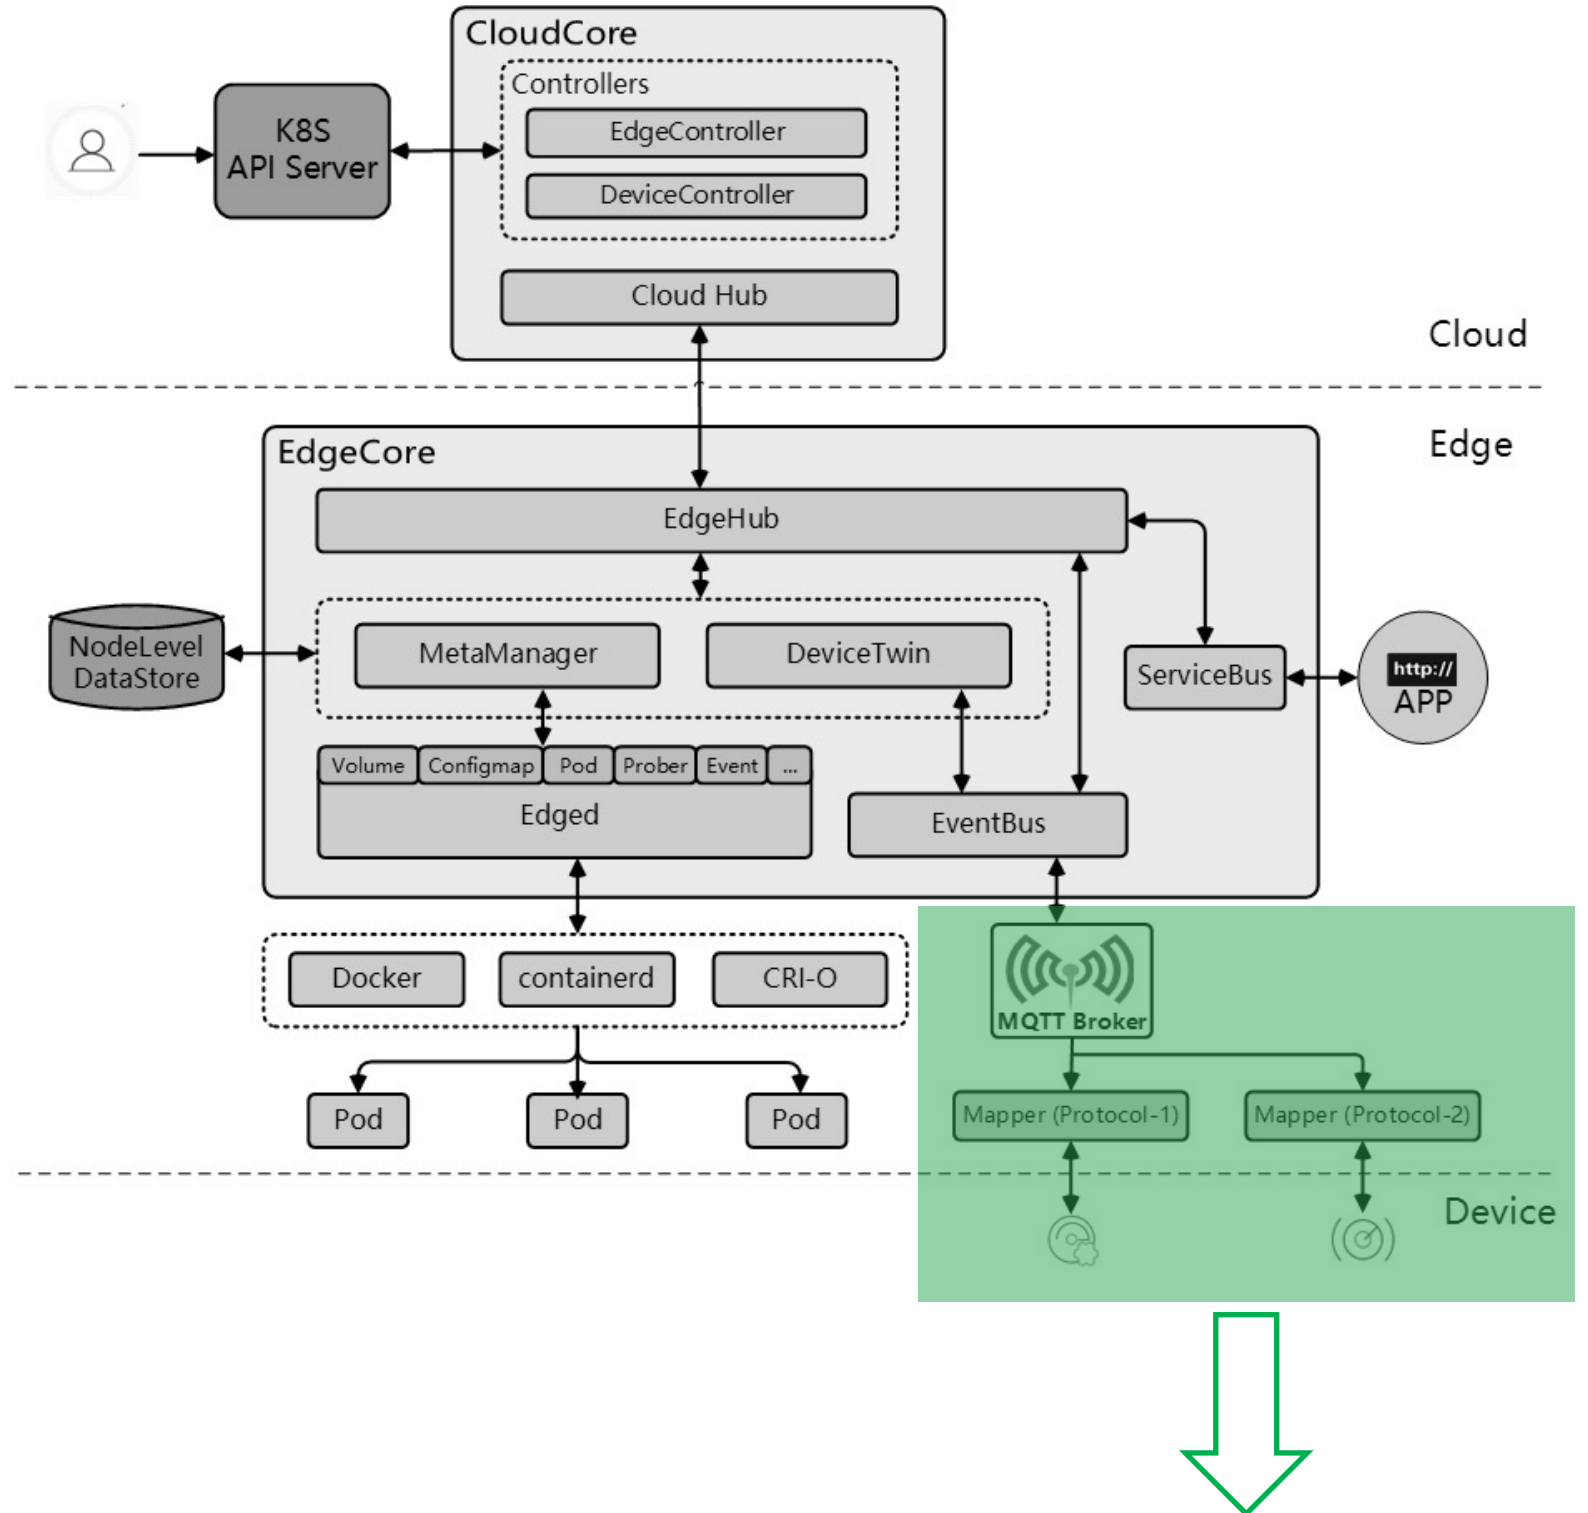 CloudCore
Controllers
EdgeController
DeviceController
K8S
API Server
Cloud Hub
Cloud
Edge
EdgeCore
EdgeHub
NodeLevel
DataStore
MetaManager
DeviceTwin
ServiceBus
http://
APP
Volume
Configmap
Pod
Prober
Event
...
Edged
EventBus
Docker
containerd
CRI-O
MQTT Broker
Pod
Pod
Pod
Mapper (Protocol-1)
Mapper (Protocol-2)
Device